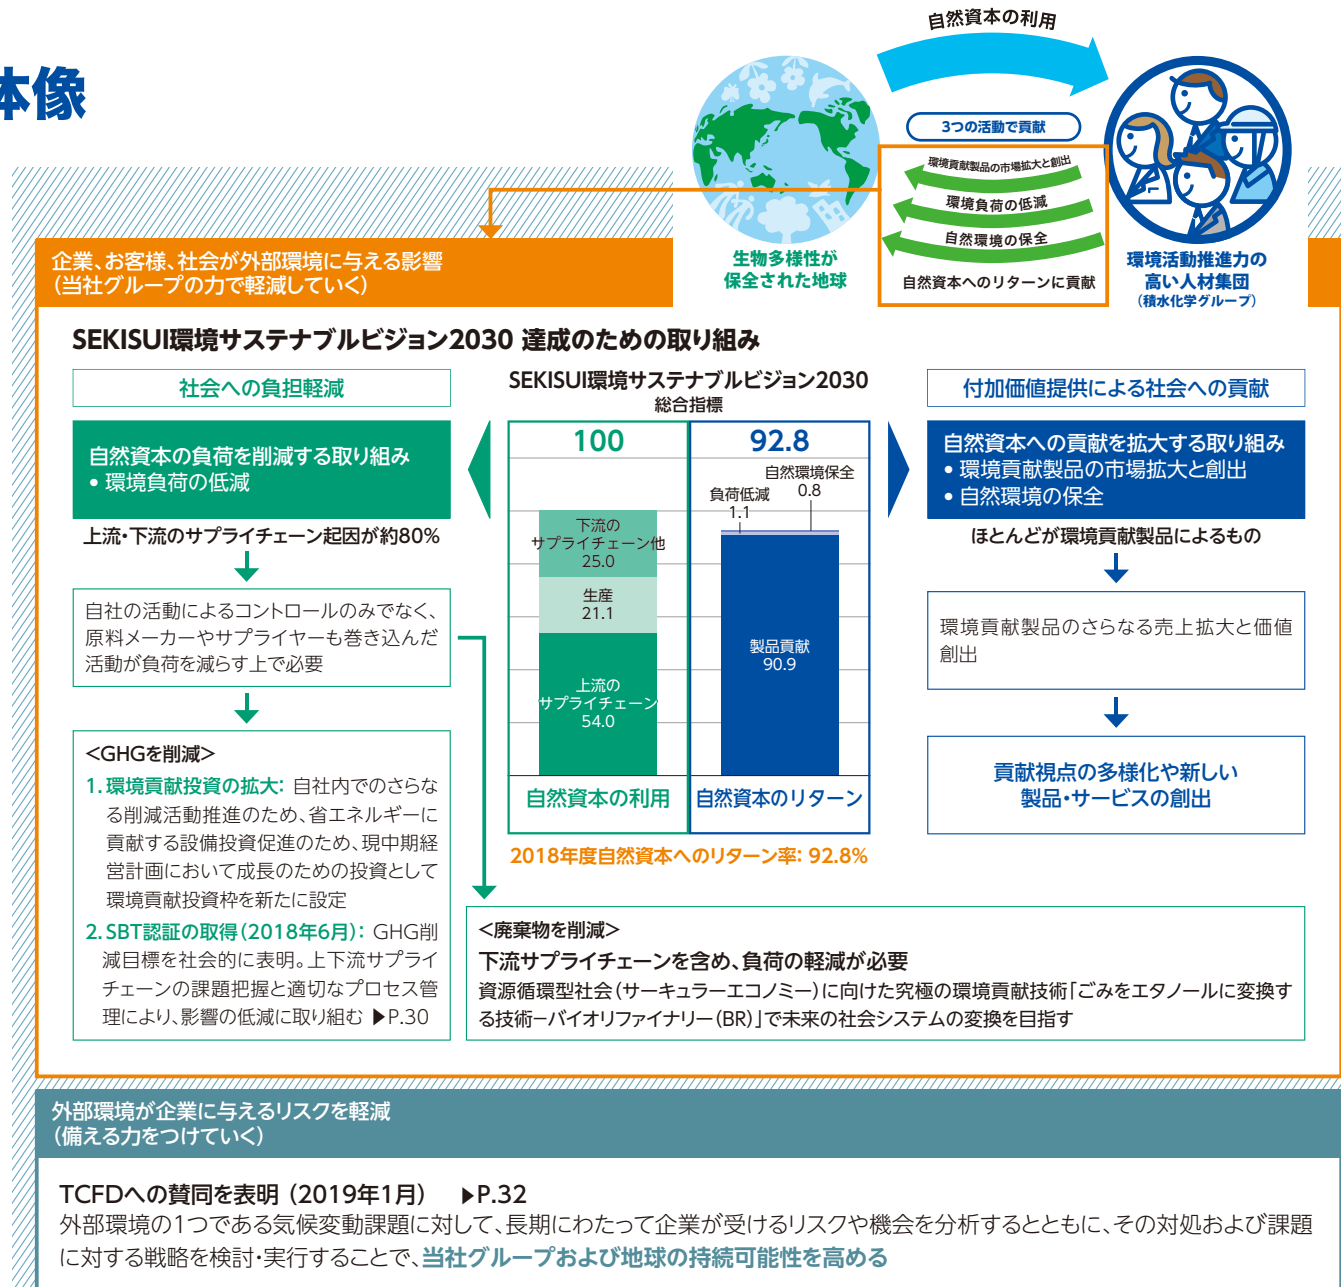 体像
自然資本の利用
3つの活動で貢献
環境貢献製品の市場拡大と創出
環境負荷の低減
自然環境の保全
自然資本へのリターンに貢献
生物多様性が
保全された地球
環境活動推進力の
高い人材集団
(積水化学グループ)
企業、お客様、社会が外部環境に与える影響
(当社グループの力で軽減していく)
SEKISUI環境サステナブルビジョン2030 達成のための取り組み
社会への負担軽減
自然資本の負荷を削減する取り組み
• 環境負荷の低減
上流・下流のサプライチェーン起因が約80%
自社の活動によるコントロールのみでなく、
原料メーカーやサプライヤーも巻き込んだ
活動が負荷を減らす上で必要
<GHGを削減>
1. 環境貢献投資の拡大: 自社内でのさらな
る削減活動推進のため、省エネルギーに
貢献する設備投資促進のため、現中期経
営計画において成長のための投資として
環境貢献投資枠を新たに設定
2. SBT認証の取得(2018年6月): GHG削
減目標を社会的に表明。上下流サプライ
チェーンの課題把握と適切なプロセス管
理により、影響の低減に取り組む ▶P.30
SEKISUI環境サステナブルビジョン2030
総合指標
100
92.8
自然環境保全
0.8
負荷低減
1.1
下流の
サプライチェーン他
25.0
生産
21.1
上流の
サプライチェーン
54.0
製品貢献
90.9
自然資本の利用
自然資本のリターン
2018年度自然資本へのリターン率: 92.8%
付加価値提供による社会への貢献
自然資本への貢献を拡大する取り組み
• 環境貢献製品の市場拡大と創出
• 自然環境の保全
ほとんどが環境貢献製品によるもの
環境貢献製品のさらなる売上拡大と価値
創出
貢献視点の多様化や新しい
製品・サービスの創出
<廃棄物を削減>
下流サプライチェーンを含め、負荷の軽減が必要
資源循環型社会(サーキュラーエコノミー)に向けた究極の環境貢献技術「ごみをエタノールに変換す
る技術−バイオリファイナリー(BR)」で未来の社会システムの変換を目指す
外部環境が企業に与えるリスクを軽減
(備える力をつけていく)
TCFDへの賛同を表明 (2019年1月) ▶P.32
外部環境の1つである気候変動課題に対して、長期にわたって企業が受けるリスクや機会を分析するとともに、その対処および課題
に対する戦略を検討・実行することで、当社グループおよび地球の持続可能性を高める